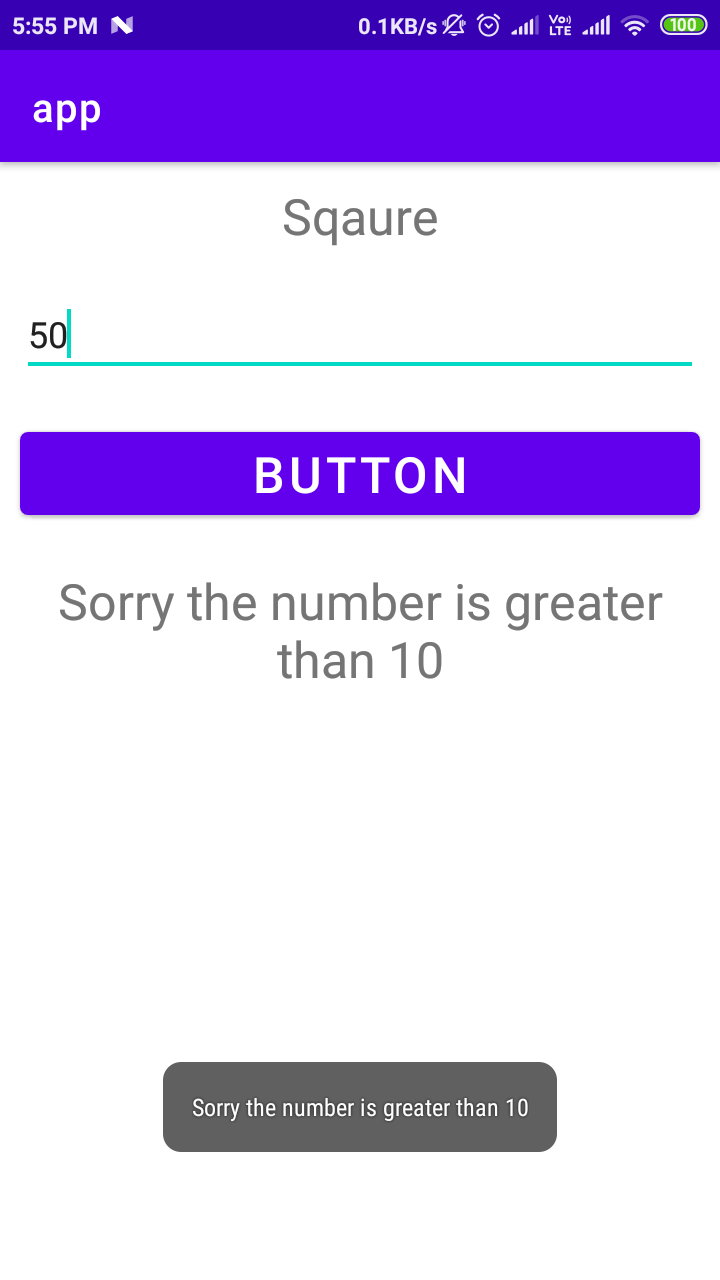 5:55 PM 0.1KB/s Vo) LTE 100
app
Sqaure
50
BUTTON
Sorry the number is greater
than 10
Sorry the number is greater than 10